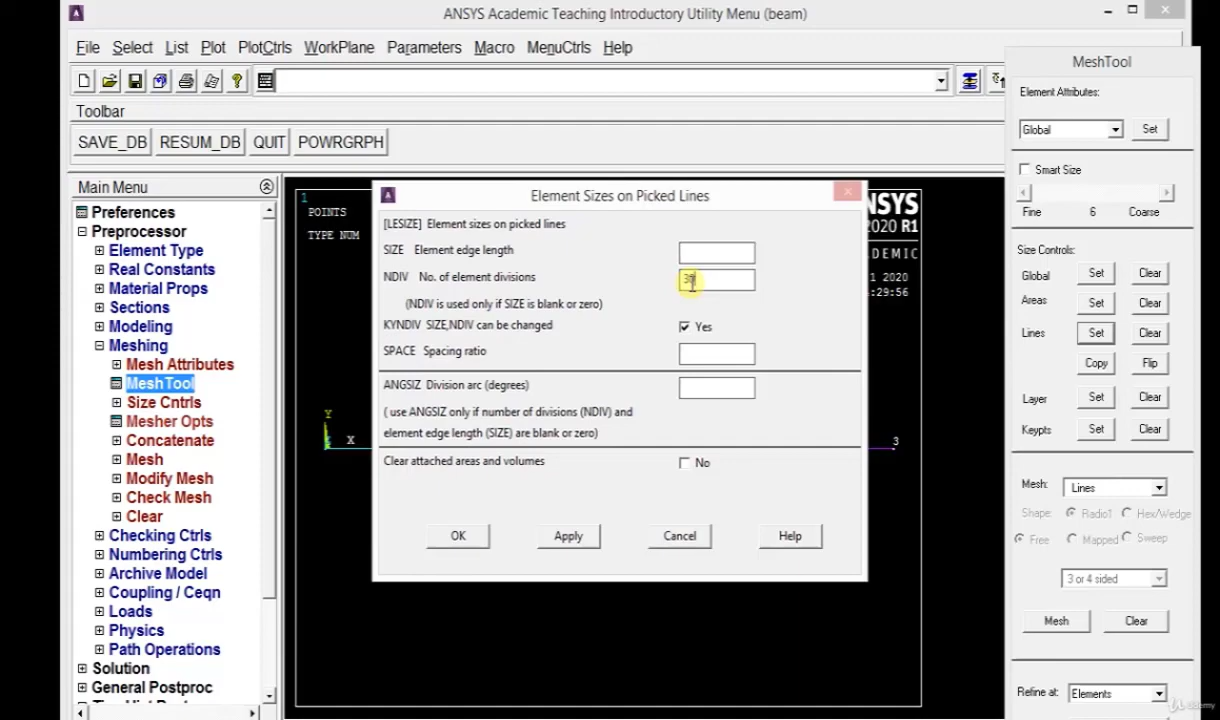 ANSYS Academic Teaching Introductory Utility Menu (beam)
File Select List Plot PlotCtrls WorkPlane Parameters Macro MenuCtrls Help
Toolbar
SAVE_DB RESUM_DB QUIT POWRGRPH
Main Menu
Preferences
Preprocessor
Element Type
Real Constants
Material Props
Sections
Modeling
Meshing
Mesh Attributes
MeshTool
Size Cntrls
Mesher Opts
Concatenate
Mesh
Modify Mesh
Check Mesh
Clear
Checking Ctrls
Numbering Ctrls
Archive Model
Coupling / Ceqn
Loads
Physics
Path Operations
Solution
General Postproc
1
POINTS
TYPE NUM
Y
X
3
NSYS
2020 R1
DEMIC
1 2020
:29:56
Element Sizes on Picked Lines
[LESIZE] Element sizes on picked lines
SIZE Element edge length
NDIV No. of element divisions
(NDIV is used only if SIZE is blank or zero)
KYNDIV SIZE,NDIV can be changed
Yes
SPACE Spacing ratio
ANGSIZ Division arc (degrees)
( use ANGSIZ only if number of divisions (NDIV) and
element edge length (SIZE) are blank or zero)
Clear attached areas and volumes
No
OK Apply Cancel Help
MeshTool
Element Attributes:
Global Set
Smart Size
Fine 6 Coarse
Size Controls:
Global Set Clear
Areas Set Clear
Lines Set Clear
Copy Flip
Layer Set Clear
Keypts Set Clear
Mesh: Lines
Shape: Hex/Wedge
Free Mapped Sweep
3 or 4 sided
Mesh Clear
Refine at: Elements
Udemy